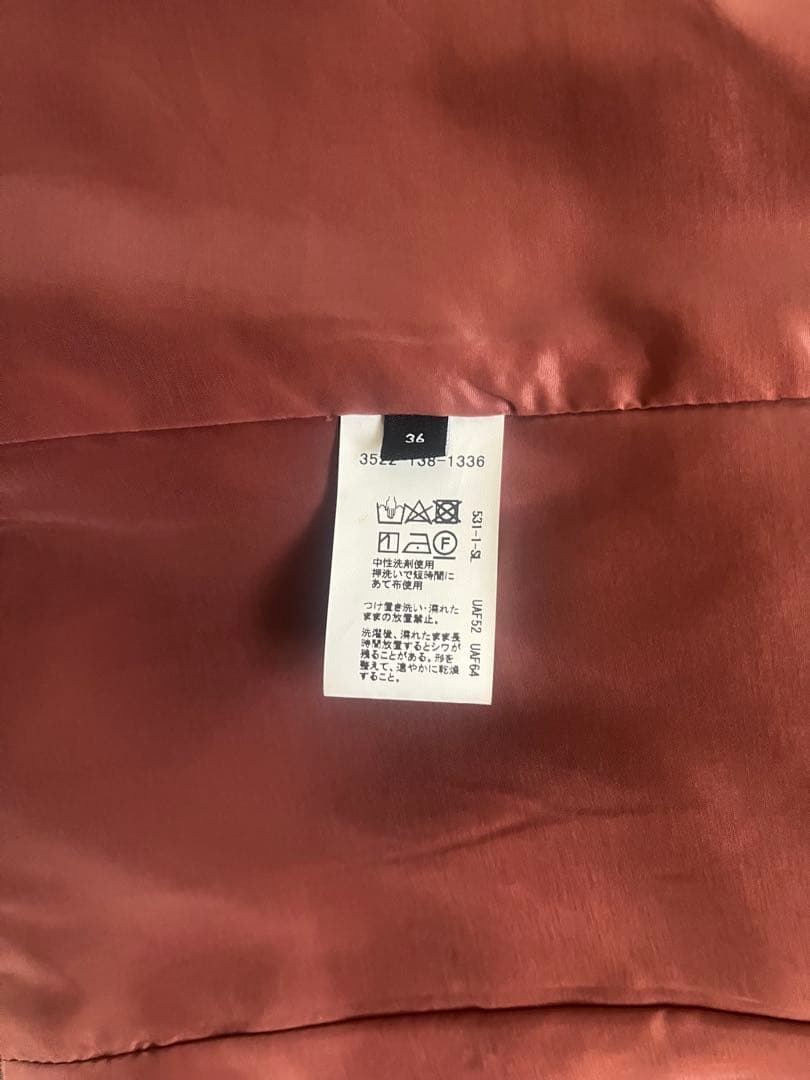 36
3522-138-1336
F
中性洗剤使用
押洗いで短時間に
あて布使用
つけ置き洗い・濡れた
ままの放置禁止。
洗濯後、濡れたまま長
時間放置するとシワが
残ることがある。形を
整えて、速やかに乾燥
すること。
531-1-SL UAF52 UAF64